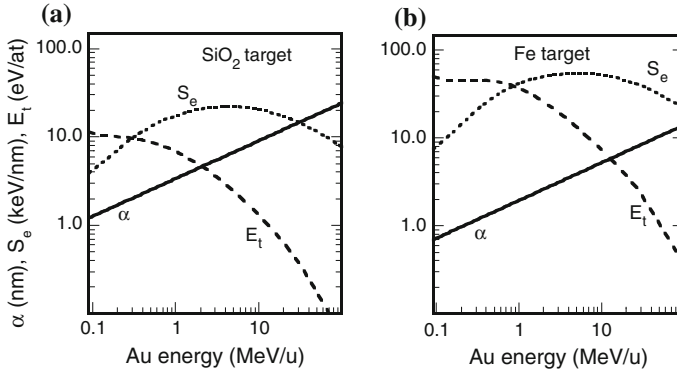 (a)
(b)
α (nm), Sₑ (keV/nm), Eₜ (eV/at)
100.0
10.0
1.0
SiO₂ target
Sₑ
α
Eₜ
0.1
1
10
Au energy (MeV/u)
100.0
10.0
1.0
Fe target
Sₑ
α
Eₜ
0.1
1
10
Au energy (MeV/u)